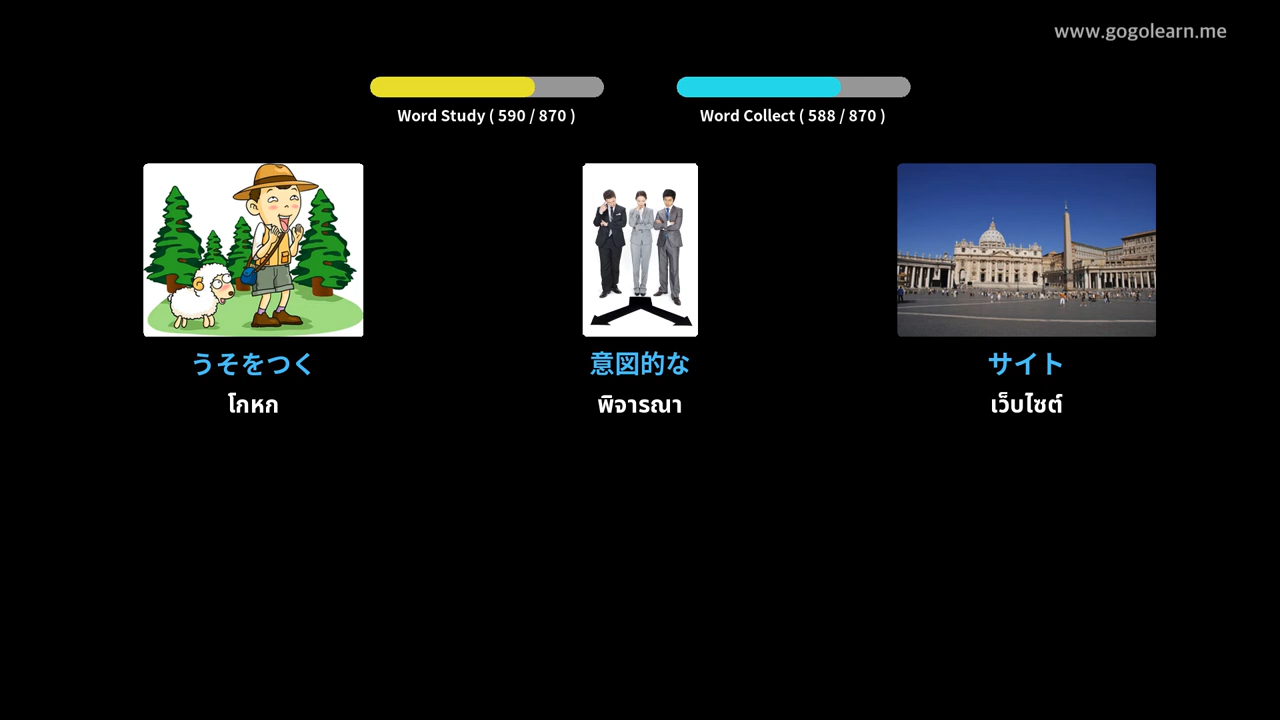 www.gogolearn.me
Word Study ( 590 / 870 )
Word Collect ( 588 / 870 )
うそをつく
โกหก
意図的な
พิจารณา
サイト
เว็บไซต์